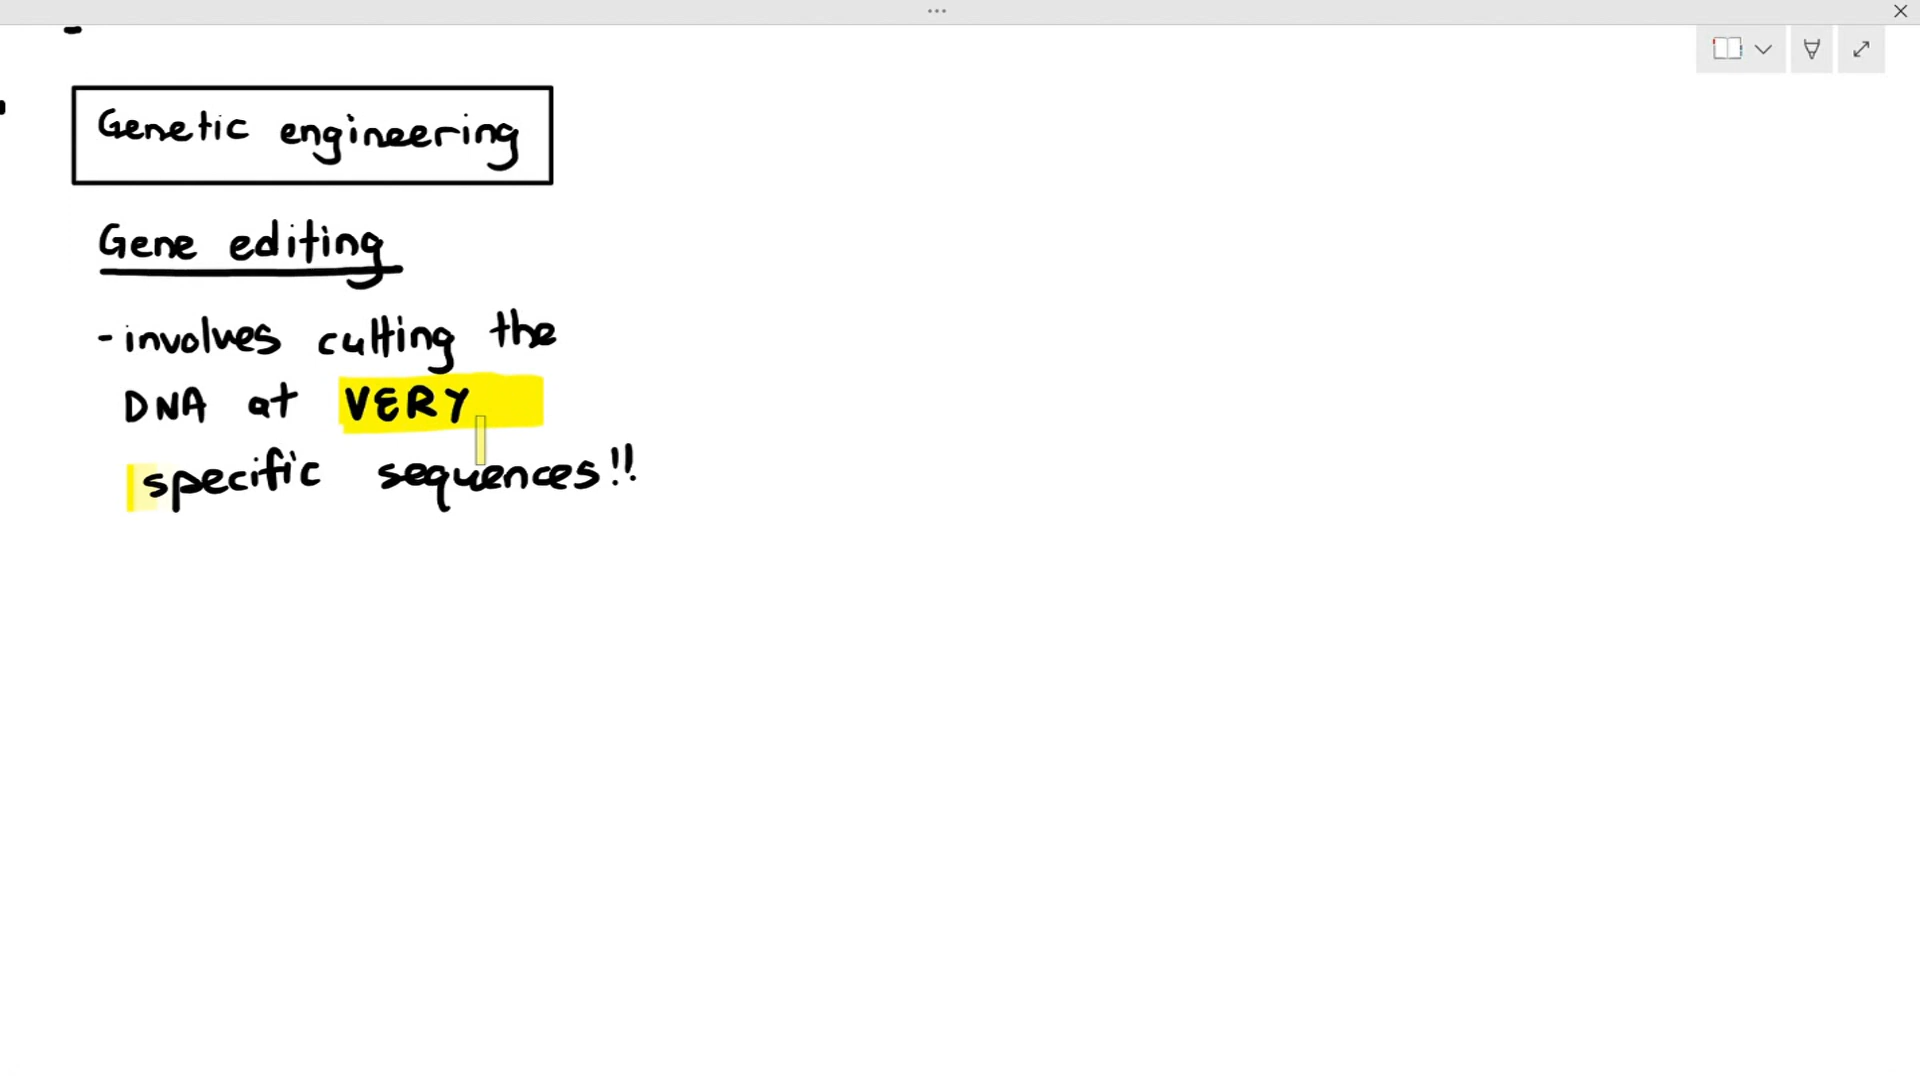 Genetic engineering
Gene editing
- involves cutting the
DNA at VERY
specific sequences!!